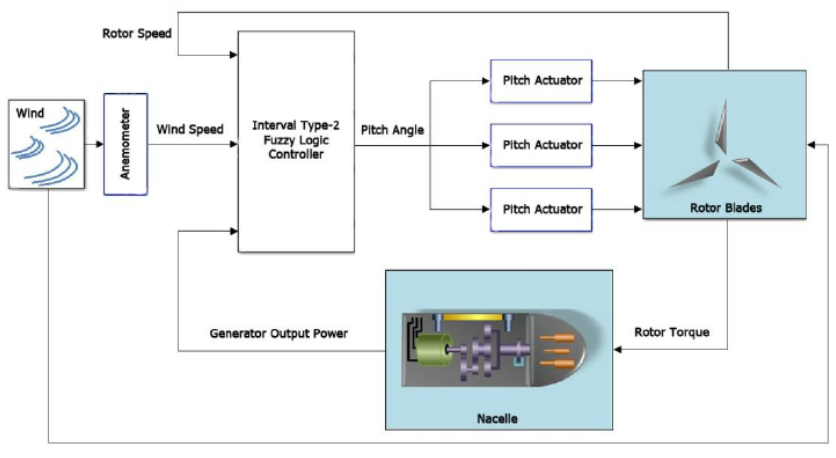 Rotor Speed
Wind
Anemometer
Wind Speed
Interval Type-2
Fuzzy Logic
Controller
Pitch Angle
Pitch Actuator
Pitch Actuator
Pitch Actuator
Rotor Blades
Generator Output Power
Rotor Torque
Nacelle